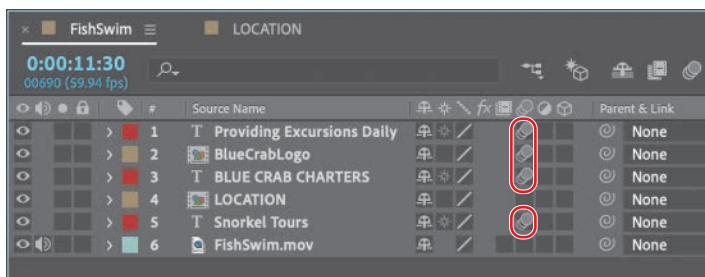 × FishSwim ≡ LOCATION
0:00:11:30
00690 (59.94 fps)
# Source Name fx Parent & Link
1 T Providing Excursions Daily None
2 BlueCrabLogo None
3 T BLUE CRAB CHARTERS None
4 LOCATION None
5 T Snorkel Tours None
6 FishSwim.mov None